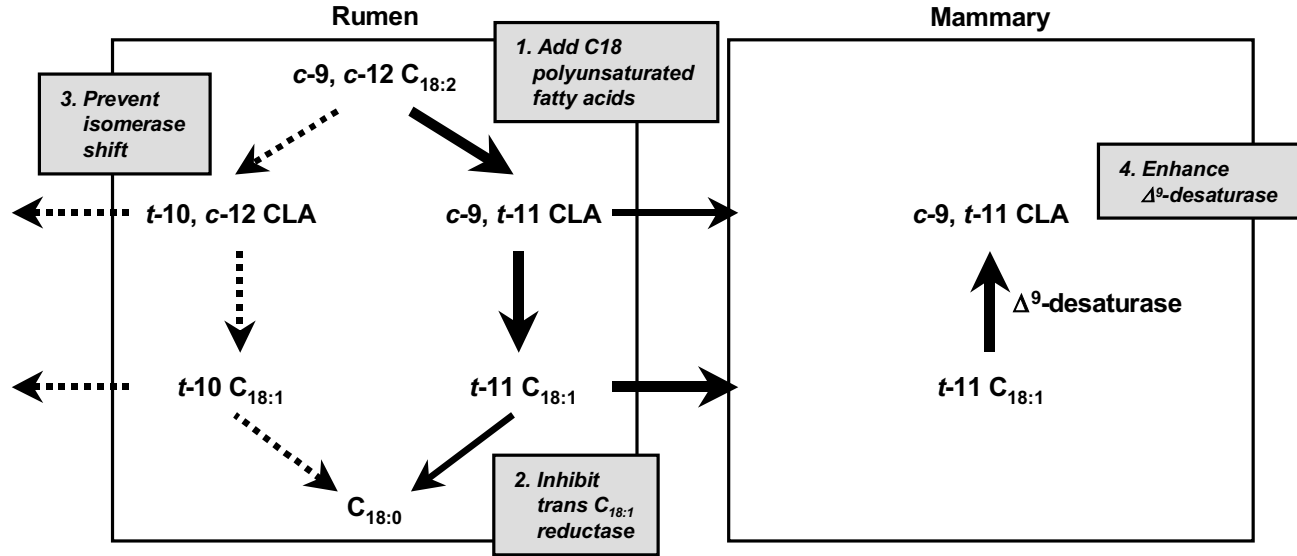 Rumen
Mammary
1. Add C18
polyunsaturated
fatty acids
c-9, c-12 C18:2
3. Prevent
isomerase
shift
4. Enhance
Δ⁹-desaturase
t-10, c-12 CLA
c-9, t-11 CLA
c-9, t-11 CLA
Δ⁹-desaturase
t-10 C18:1
t-11 C18:1
t-11 C18:1
2. Inhibit
trans C18:1
reductase
C18:0